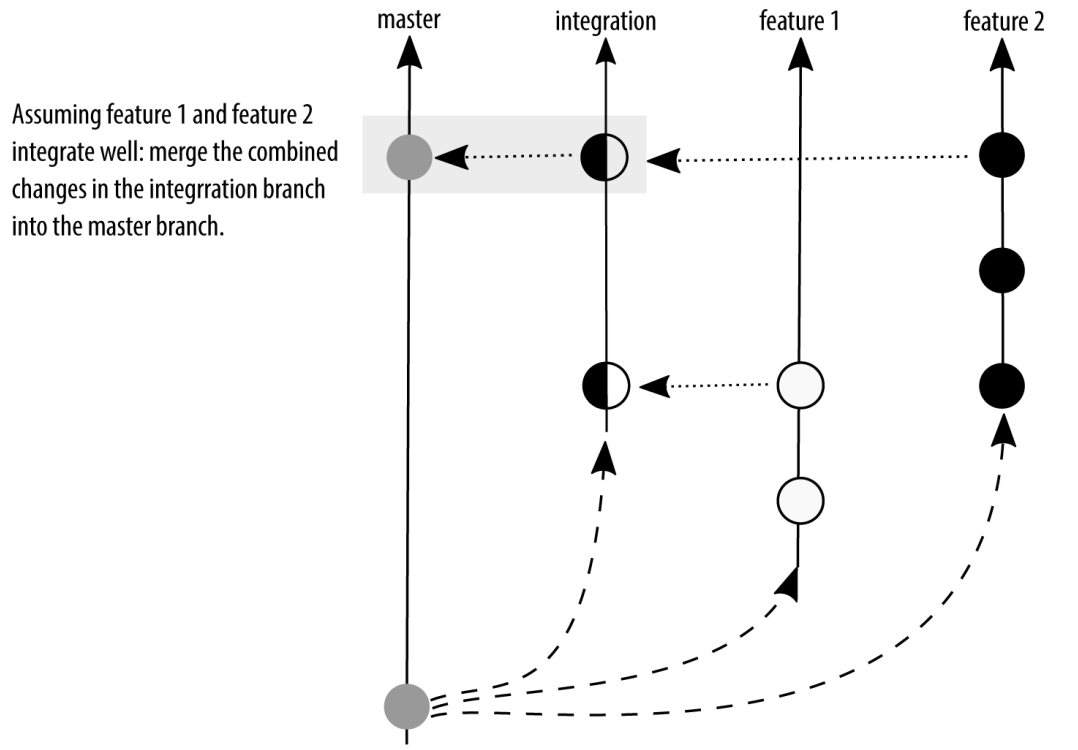 master
integration
feature 1
feature 2
Assuming feature 1 and feature 2
integrate well: merge the combined
changes in the integrration branch
into the master branch.